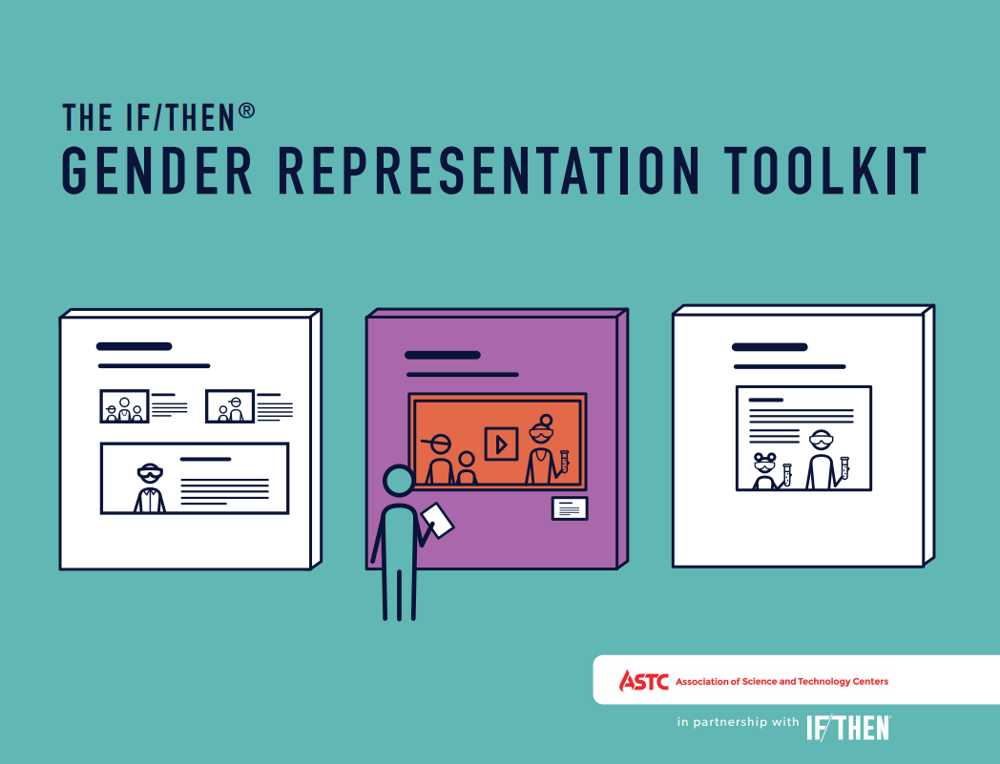 THE IF/THEN®
GENDER REPRESENTATION TOOLKIT
ASTC Association of Science and Technology Centers
in partnership with IF/THEN